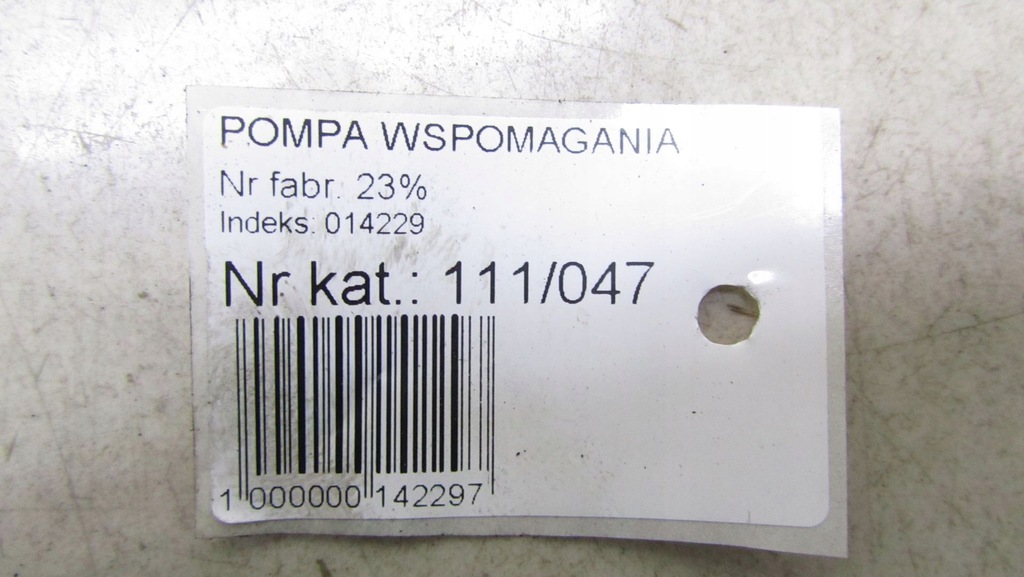 POMPA WSPOMAGANIA
Nr fabr. 23%
Indeks: 014229
Nr kat.: 111/047
1 000000 142297